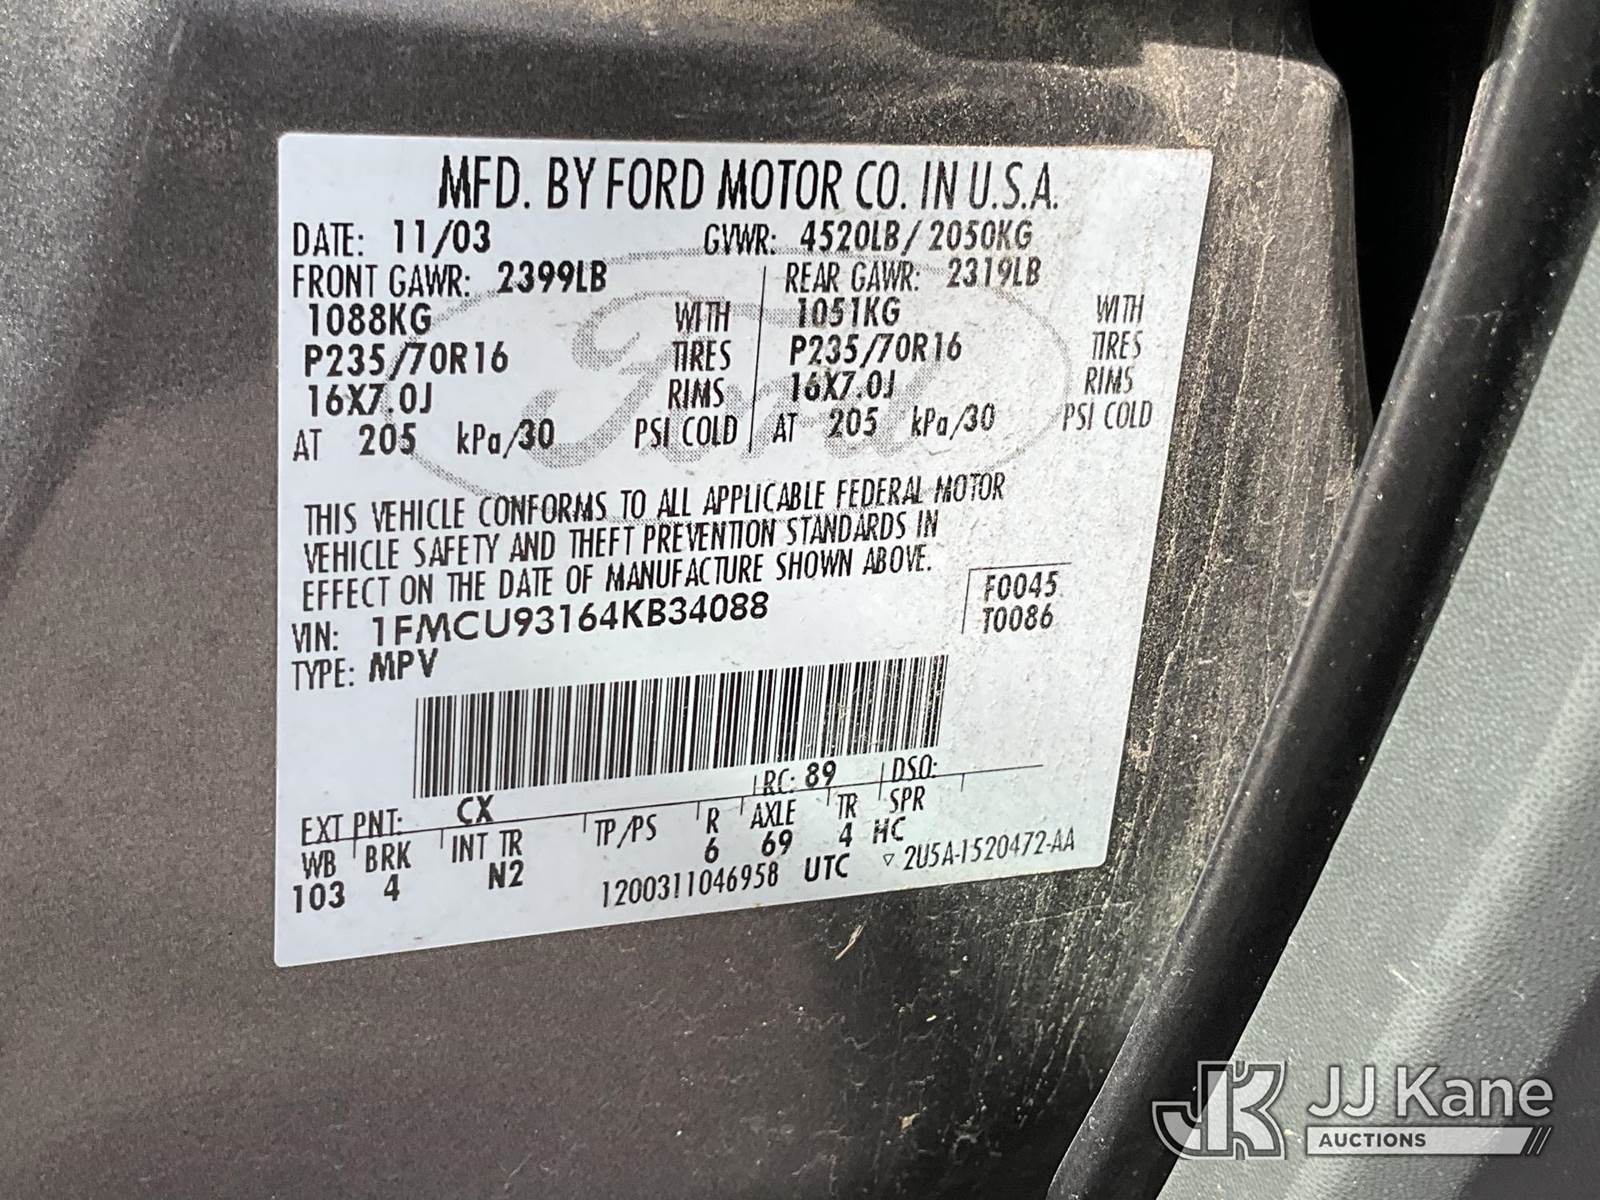 MFD. BY FORD MOTOR CO. IN U.S.A.
DATE: 11/03 GVWR: 4520LB/2050KG
FRONT GAWR: 2399LB REAR GAWR: 2319LB
1088KG WITH 1051KG WITH
P235/70R16 TIRES P235/70R16 TIRES
16X7.0J RIMS 16X7.0J RIMS
AT 205 kPa/30 PSI COLD AT 205 kPa/30 PSI COLD
Ford
THIS VEHICLE CONFORMS TO ALL APPLICABLE FEDERAL MOTOR
VEHICLE SAFETY AND THEFT PREVENTION STANDARDS IN
EFFECT ON THE DATE OF MANUFACTURE SHOWN ABOVE.
VIN: 1FMCU93164KB34088 F0045
TYPE: MPV T0086
EXT PNT: CX RC: 89 DSO:
WB BRK INT TR TP/PS R AXLE TR SPR
103 4 N2 6 69 4 HC
1200311046958 UTC ▽ 2U5A-1520472-AA
JK JJ Kane
AUCTIONS